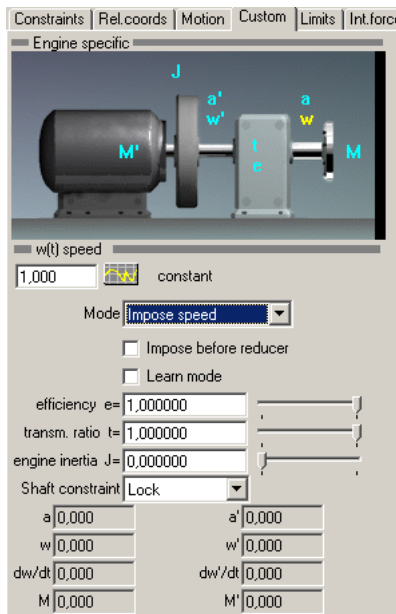 Constraints Rel.coords Motion Custom Limits Int.force
Engine specific
J
a' a
w' w
t
M' M
e
w(t) speed
1,000 constant
Mode Impose speed
Impose before reducer
Learn mode
efficiency e= 1,000000
transm. ratio t= 1,000000
engine inertia J= 0,000000
Shaft constraint Lock
a 0,000 a' 0,000
w 0,000 w' 0,000
dw/dt 0,000 dw'/dt 0,000
M 0,000 M' 0,000